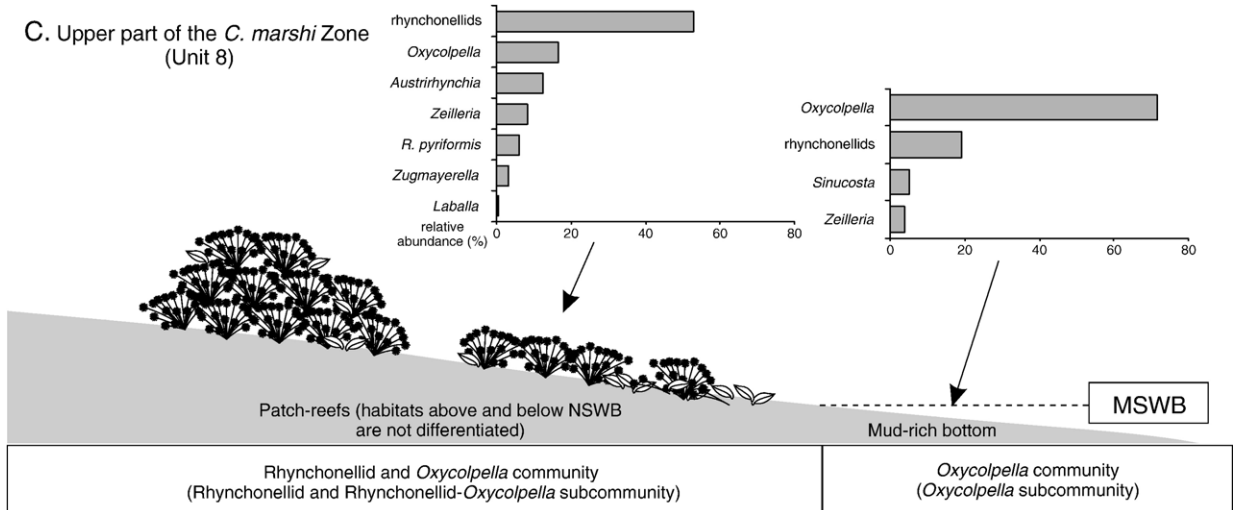 C. Upper part of the C. marshi Zone
(Unit 8)
rhynchonellids
Oxycolpella
Austrirhynchia
Zeilleria
R. pyriformis
Zugmayerella
Laballa
relative
abundance (%)
0 20 40 60 80
Oxycolpella
rhynchonellids
Sinucosta
Zeilleria
0 20 40 60 80
Patch-reefs (habitats above and below NSWB
are not differentiated)
MSWB
Mud-rich bottom
Rhynchonellid and Oxycolpella community
(Rhynchonellid and Rhynchonellid-Oxycolpella subcommunity)
Oxycolpella community
(Oxycolpella subcommunity)